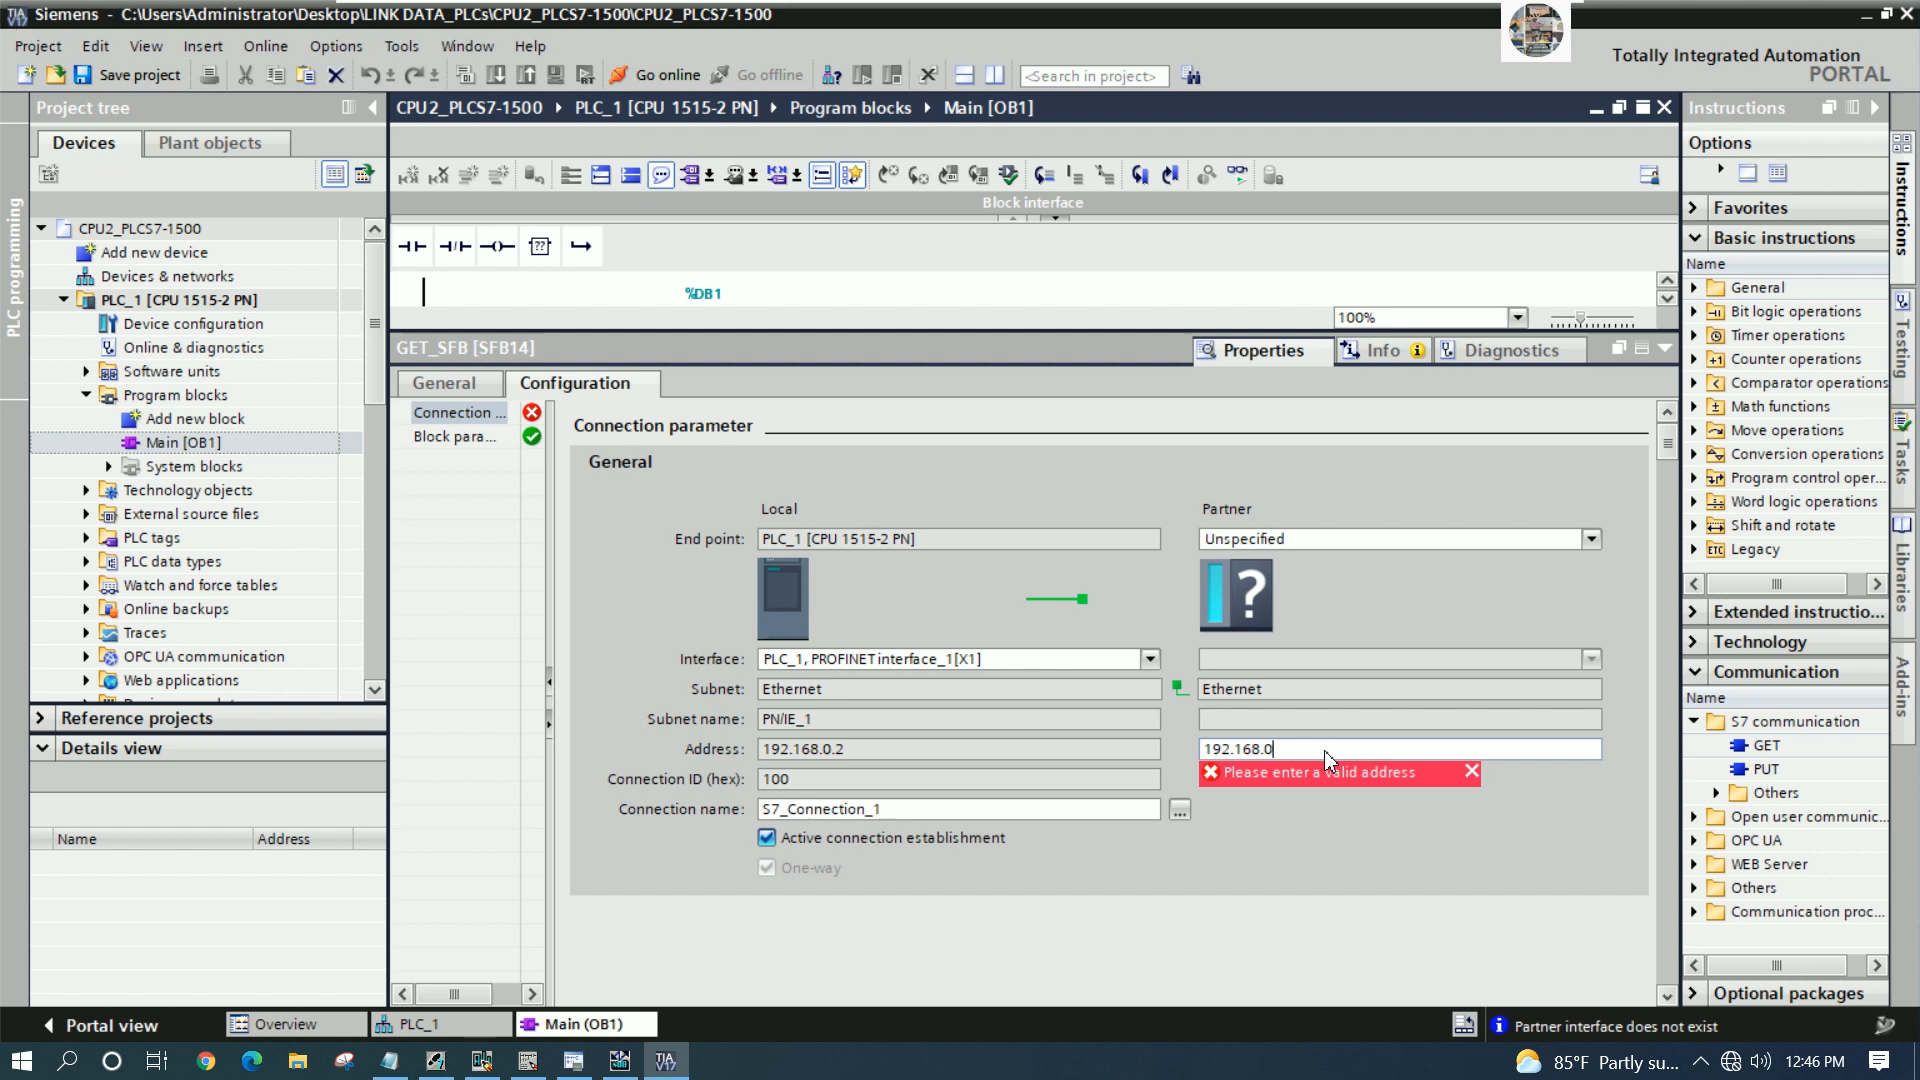 Siemens - C:\Users\Administrator\Desktop\LINK DATA_PLCs\CPU2_PLCS7-1500\CPU2_PLCS7-1500
Project Edit View Insert Online Options Tools Window Help
Totally Integrated Automation
PORTAL
Save project
Go online
Go offline
<Search in project>
Project tree
CPU2_PLCS7-1500 PLC_1 [CPU 1515-2 PN] Program blocks Main [OB1]
Instructions
Devices
Plant objects
Options
Block interface
PLC programming
CPU2_PLCS7-1500
Add new device
Devices & networks
PLC_1 [CPU 1515-2 PN]
Device configuration
Online & diagnostics
Software units
Program blocks
Add new block
Main [OB1]
System blocks
Technology objects
External source files
PLC tags
PLC data types
Watch and force tables
Online backups
Traces
OPC UA communication
Web applications
Reference projects
Details view
Name Address
%DB1
100%
GET_SFB [SFB14]
Properties
Info
Diagnostics
General
Configuration
Connection ...
Block para...
Connection parameter
General
Local
Partner
End point: PLC_1 [CPU 1515-2 PN] Unspecified
Interface: PLC_1, PROFINET interface_1[X1]
Subnet: Ethernet Ethernet
Subnet name: PN/IE_1
Address: 192.168.0.2 192.168.0
Connection ID (hex): 100
Please enter a valid address
Connection name: S7_Connection_1
...
Active connection establishment
One-way
Favorites
Basic instructions
Name
General
Bit logic operations
Timer operations
Counter operations
Comparator operations
Math functions
Move operations
Conversion operations
Program control oper...
Word logic operations
Shift and rotate
Legacy
Extended instructio...
Technology
Communication
Name
S7 communication
GET
PUT
Others
Open user communic...
OPC UA
WEB Server
Others
Communication proc...
Optional packages
Instructions
Testing
Tasks
Libraries
Add-ins
Portal view
Overview
PLC_1
Main (OB1)
Partner interface does not exist
85°F Partly su...
12:46 PM